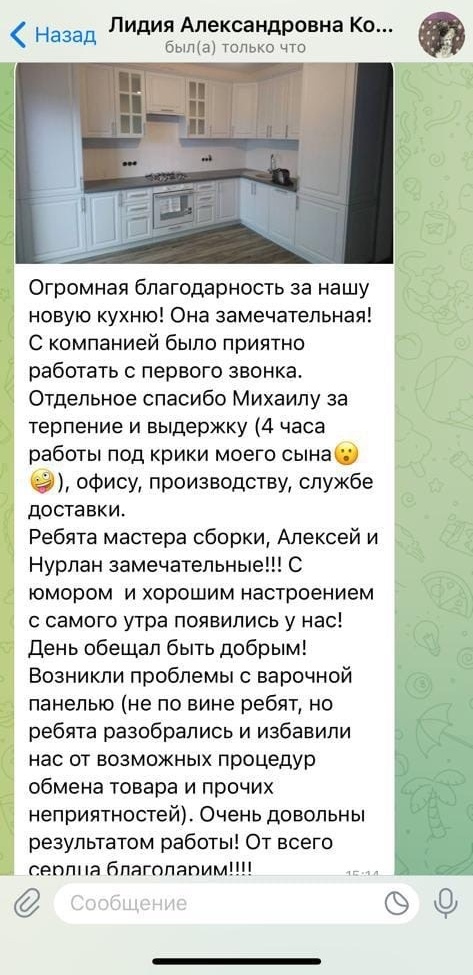 Назад
Лидия Александровна Ко...
был(а) только что
Огромная благодарность за нашу
новую кухню! Она замечательная!
С компанией было приятно
работать с первого звонка.
Отдельное спасибо Михаилу за
терпение и выдержку (4 часа
работы под крики моего сына😮
🤪), офису, производству, службе
доставки.
Ребята мастера сборки, Алексей и
Нурлан замечательные!!! С
юмором  и хорошим настроением
с самого утра появились у нас!
День обещал быть добрым!
Возникли проблемы с варочной
панелью (не по вине ребят, но
ребята разобрались и избавили
нас от возможных процедур
обмена товара и прочих
неприятностей). Очень довольны
результатом работы! От всего
сердца благодарим!!!!
15:14
Сообщение